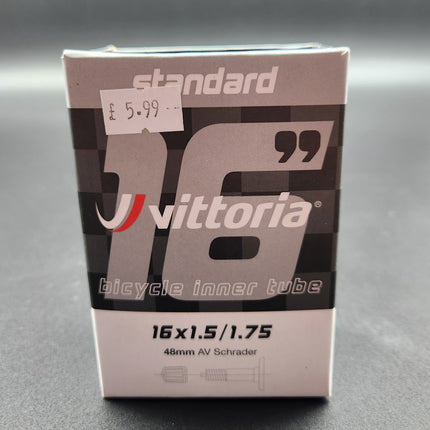 standard
£ 5.99
16”
vittoria®
bicycle inner tube
16x1.5/1.75
48mm AV Schrader